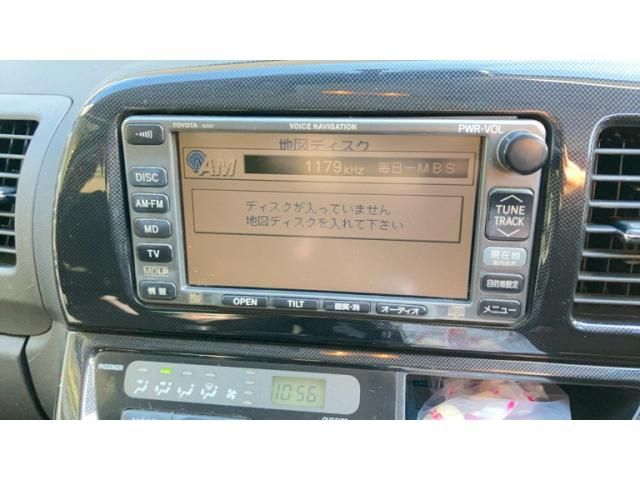 TOYOTA
VOICE NAVIGATION
PWR·VOL
地図ディスク
AM 1179kHz 毎日ーMBS
ディスクが入っていません
地図ディスクを入れて下さい
DISC
AM·FM
MD
TV
情報
TUNE
TRACK
現在地
目的地設定
メニュー
OPEN
TILT
画質・消
オーディオ
PASSENGER
10:56